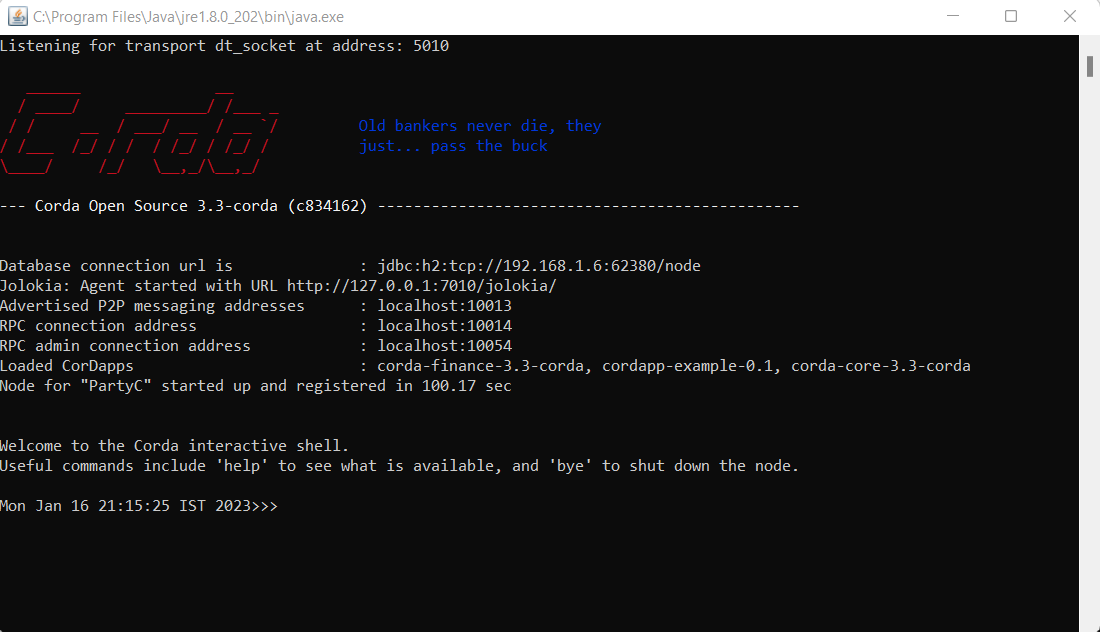 C:\Program Files\Java\jre1.8.0_202\bin\java.exe
Listening for transport dt_socket at address: 5010
Corda
Old bankers never die, they
just... pass the buck
--- Corda Open Source 3.3-corda (c834162) -----------------------------------------------
Database connection url is              : jdbc:h2:tcp://192.168.1.6:62380/node
Jolokia: Agent started with URL http://127.0.0.1:7010/jolokia/
Advertised P2P messaging addresses      : localhost:10013
RPC connection address                  : localhost:10014
RPC admin connection address            : localhost:10054
Loaded CorDapps                         : corda-finance-3.3-corda, cordapp-example-0.1, corda-core-3.3-corda
Node for "PartyC" started up and registered in 100.17 sec
Welcome to the Corda interactive shell.
Useful commands include 'help' to see what is available, and 'bye' to shut down the node.
Mon Jan 16 21:15:25 IST 2023>>>